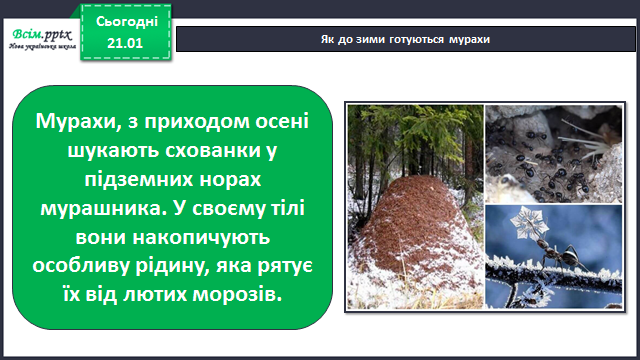 Всім.pptx
Нова українська школа
Сьогодні
21.01
Як до зими готуються мурахи
Мурахи, з приходом осені
шукають схованки у
підземних норах
мурашника. У своєму тілі
вони накопичують
особливу рідину, яка рятує
їх від лютих морозів.